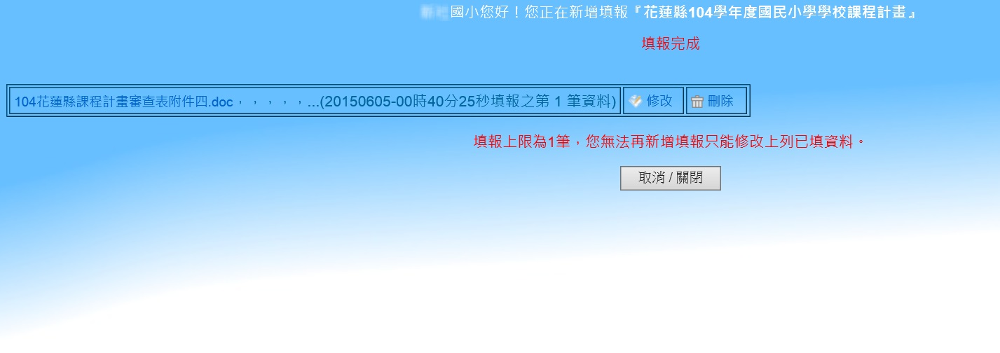 國小您好！您正在新增填報『花蓮縣104學年度國民小學學校課程計畫』
填報完成
104花蓮縣課程計畫審查表附件四.doc，，，，，...(20150605-00時40分25秒填報之第 1 筆資料) 修改 刪除
填報上限為1筆，您無法再新增填報只能修改上列已填資料。
取消 / 關閉